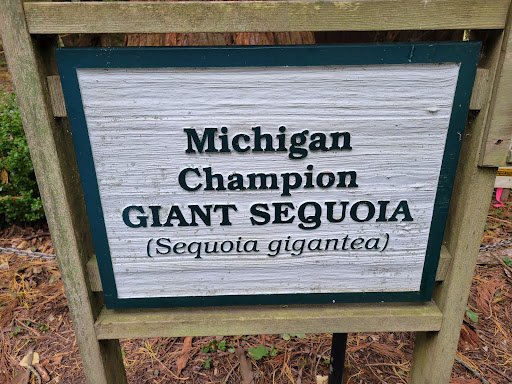 Michigan
Champion
GIANT SEQUOIA
(Sequoia gigantea)